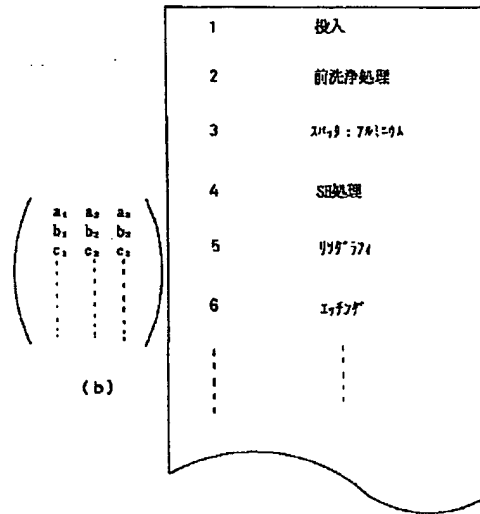 1 投入
2 前洗浄処理
3 スパッタ：アルミニウム
4 SH処理
5 リソグラフィ
6 エッチング
a₁ a₂ a₃
b₁ b₂ b₃
c₁ c₂ c₃
(b)